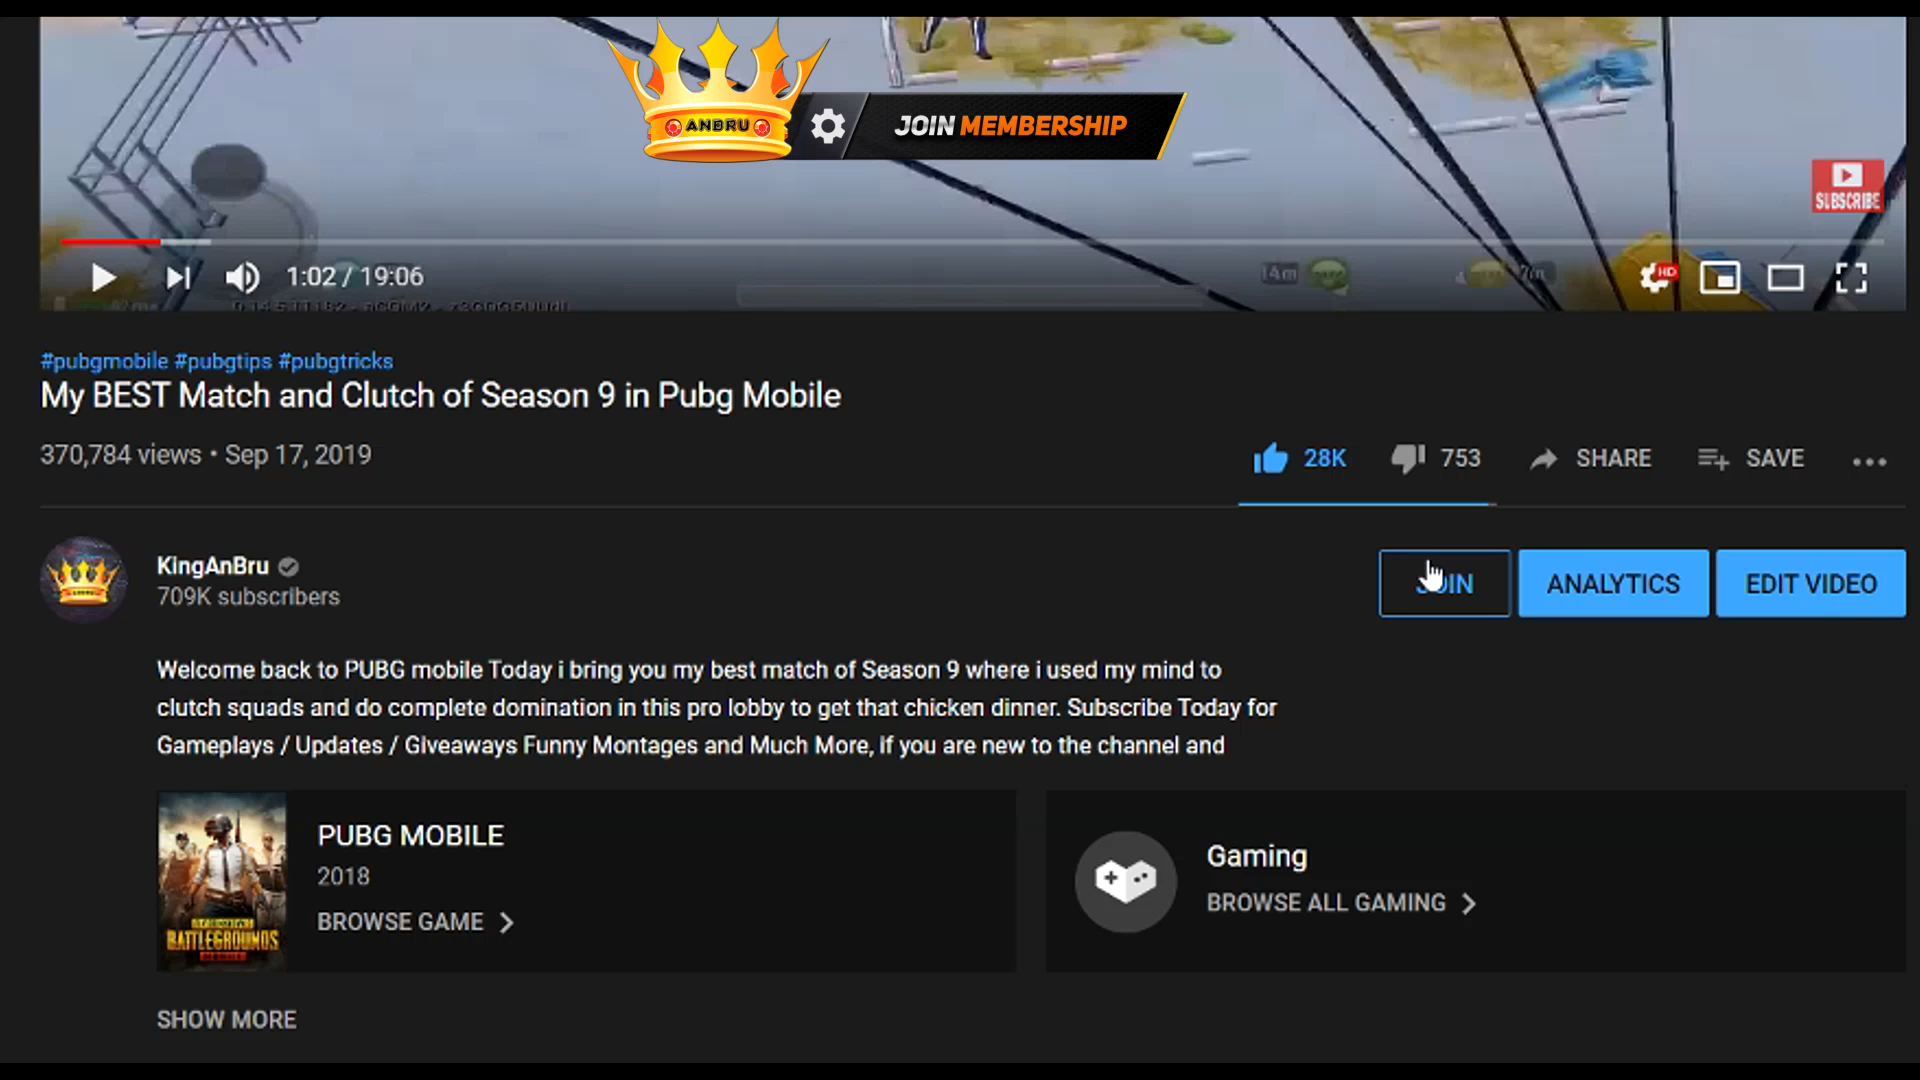 ANBRU
JOIN MEMBERSHIP
SUBSCRIBE
1:02 / 19:06
HD
14m
7m
#pubgmobile #pubgtips #pubgtricks
My BEST Match and Clutch of Season 9 in Pubg Mobile
370,784 views • Sep 17, 2019
28K
753
SHARE
SAVE
KingAnBru
709K subscribers
JOIN
ANALYTICS
EDIT VIDEO
Welcome back to PUBG mobile Today i bring you my best match of Season 9 where i used my mind to
clutch squads and do complete domination in this pro lobby to get that chicken dinner. Subscribe Today for
Gameplays / Updates / Giveaways Funny Montages and Much More, if you are new to the channel and
BATTLEGROUNDS
PUBG MOBILE
2018
BROWSE GAME
Gaming
BROWSE ALL GAMING
SHOW MORE